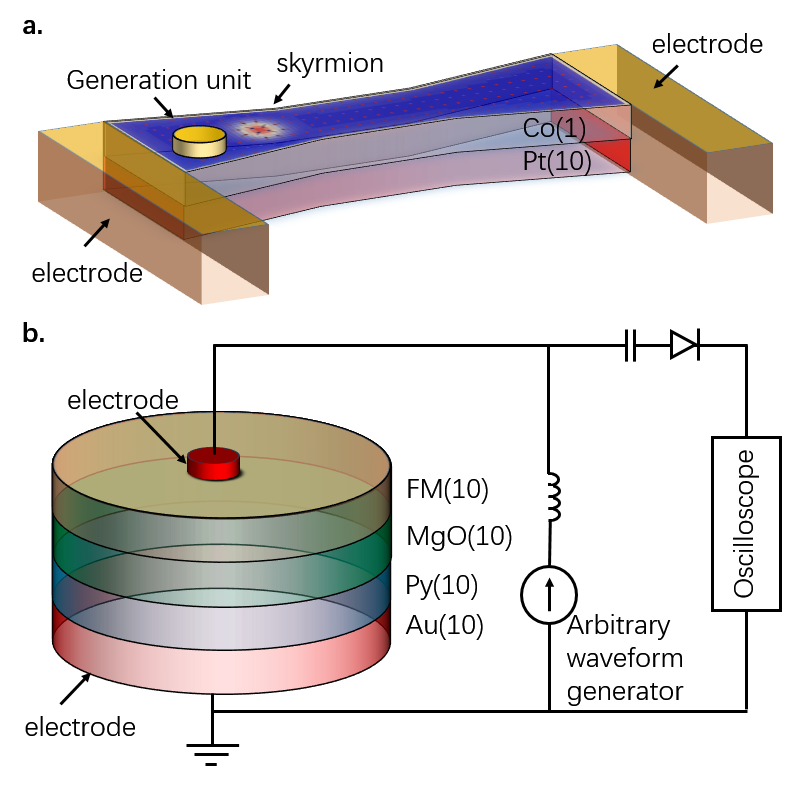 a.
electrode
skyrmion
Generation unit
Co(1)
Pt(10)
electrode
b.
electrode
FM(10)
MgO(10)
Py(10)
Au(10)
Arbitrary
waveform
generator
Oscilloscope
electrode